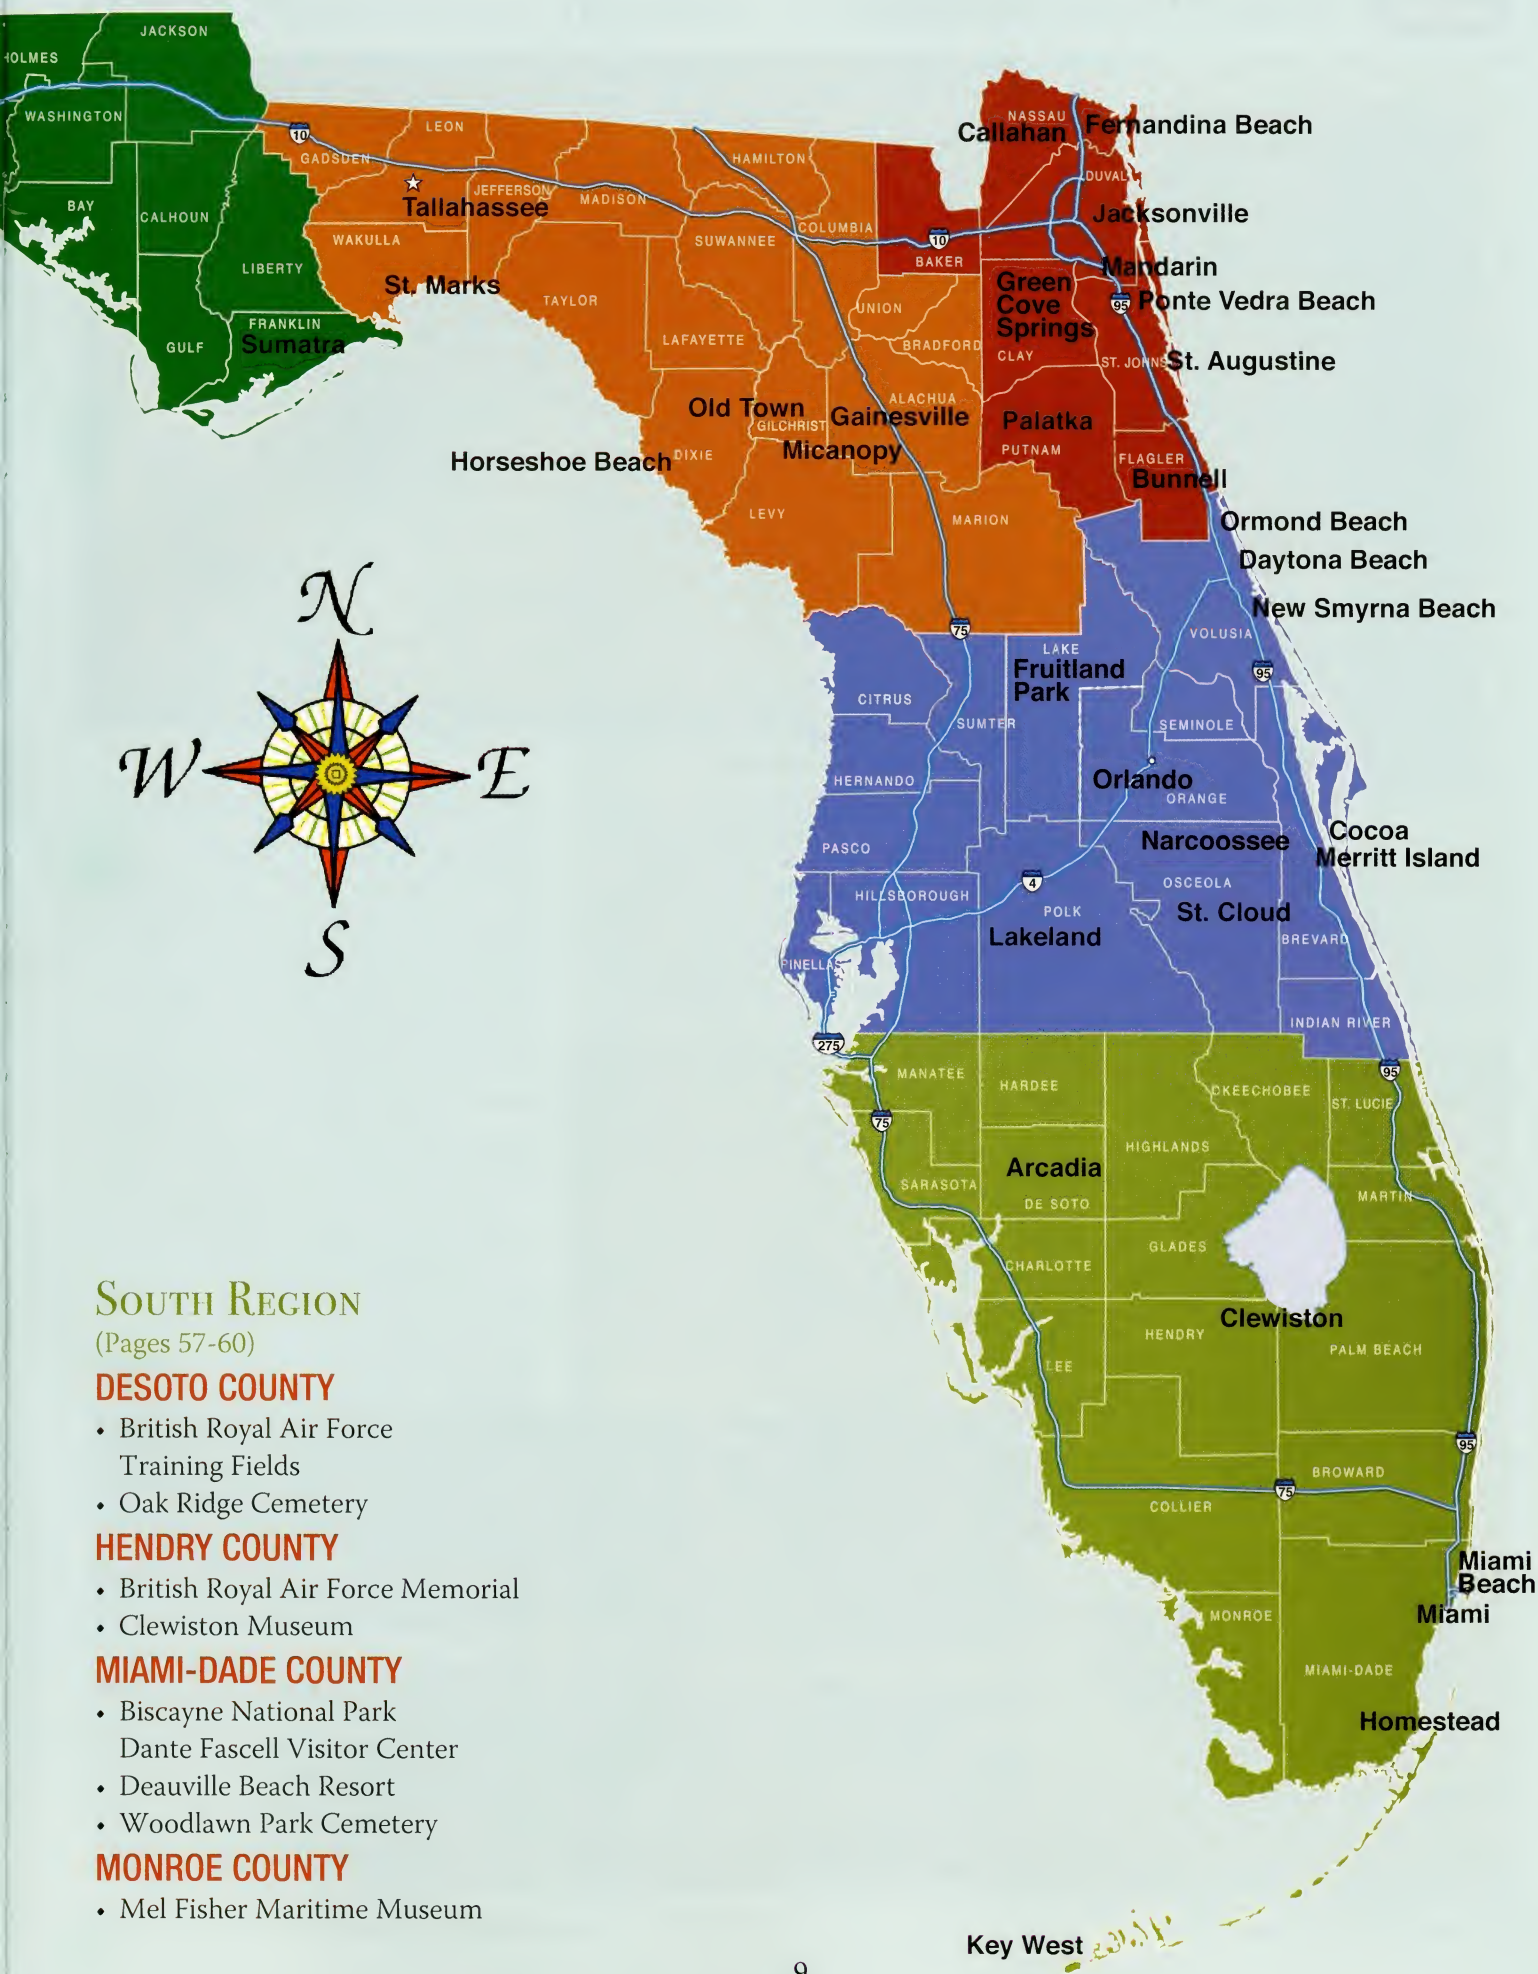 JACKSON
HOLMES
WASHINGTON
10
LEON
GADSDEN
HAMILTON
NASSAU
Callahan
Fernandina Beach
DUVAL
BAY
CALHOUN
JEFFERSON
Tallahassee
MADISON
Jacksonville
WAKULLA
SUWANNEE
COLUMBIA
10
BAKER
LIBERTY
St. Marks
TAYLOR
Mandarin
Green
Cove
Springs
95
Ponte Vedra Beach
UNION
FRANKLIN
Sumatra
GULF
LAFAYETTE
BRADFORD
CLAY
ST. JOHNS
St. Augustine
Old Town
GILCHRIST
ALACHUA
Gainesville
Palatka
Micanopy
PUTNAM
Horseshoe Beach
DIXIE
FLAGLER
Bunnell
LEVY
MARION
Ormond Beach
Daytona Beach
New Smyrna Beach
N
75
VOLUSIA
LAKE
Fruitland
Park
95
CITRUS
SUMTER
SEMINOLE
W
E
HERNANDO
Orlando
ORANGE
PASCO
Narcoossee
Cocoa
Merritt Island
4
HILLSBOROUGH
OSCEOLA
POLK
St. Cloud
Lakeland
BREVARD
S
PINELLAS
INDIAN RIVER
275
MANATEE
HARDEE
95
OKEECHOBEE
ST. LUCIE
75
HIGHLANDS
Arcadia
SARASOTA
DE SOTO
MARTIN
GLADES
CHARLOTTE
Clewiston
HENDRY
PALM BEACH
LEE
95
BROWARD
75
COLLIER
Miami
Beach
Miami
MONROE
MIAMI-DADE
Homestead
Key West
SOUTH REGION
(Pages 57-60)
DESOTO COUNTY
• British Royal Air Force
Training Fields
• Oak Ridge Cemetery
HENDRY COUNTY
• British Royal Air Force Memorial
• Clewiston Museum
MIAMI-DADE COUNTY
• Biscayne National Park
Dante Fascell Visitor Center
• Deauville Beach Resort
• Woodlawn Park Cemetery
MONROE COUNTY
• Mel Fisher Maritime Museum
9